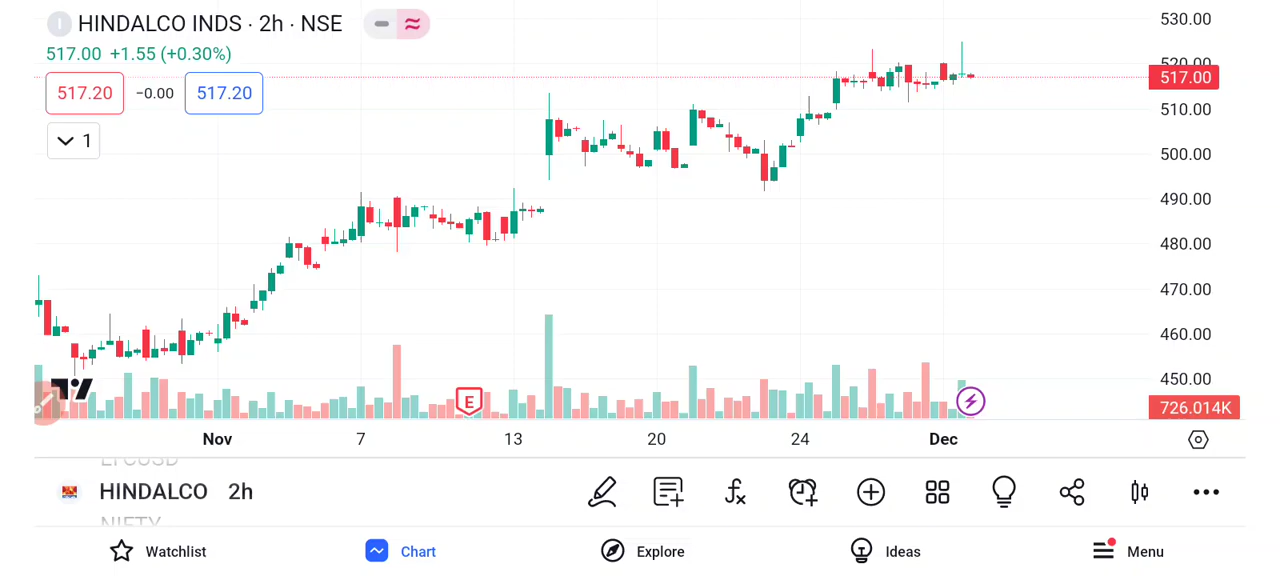 I HINDALCO INDS · 2h · NSE
517.00 +1.55 (+0.30%)
517.20 −0.00 517.20
1
530.00
520.00
517.00
510.00
500.00
490.00
480.00
470.00
460.00
450.00
726.014K
E
Nov 7 13 20 24 Dec
HINDALCO 2h
NIFTY
Watchlist Chart Explore Ideas Menu